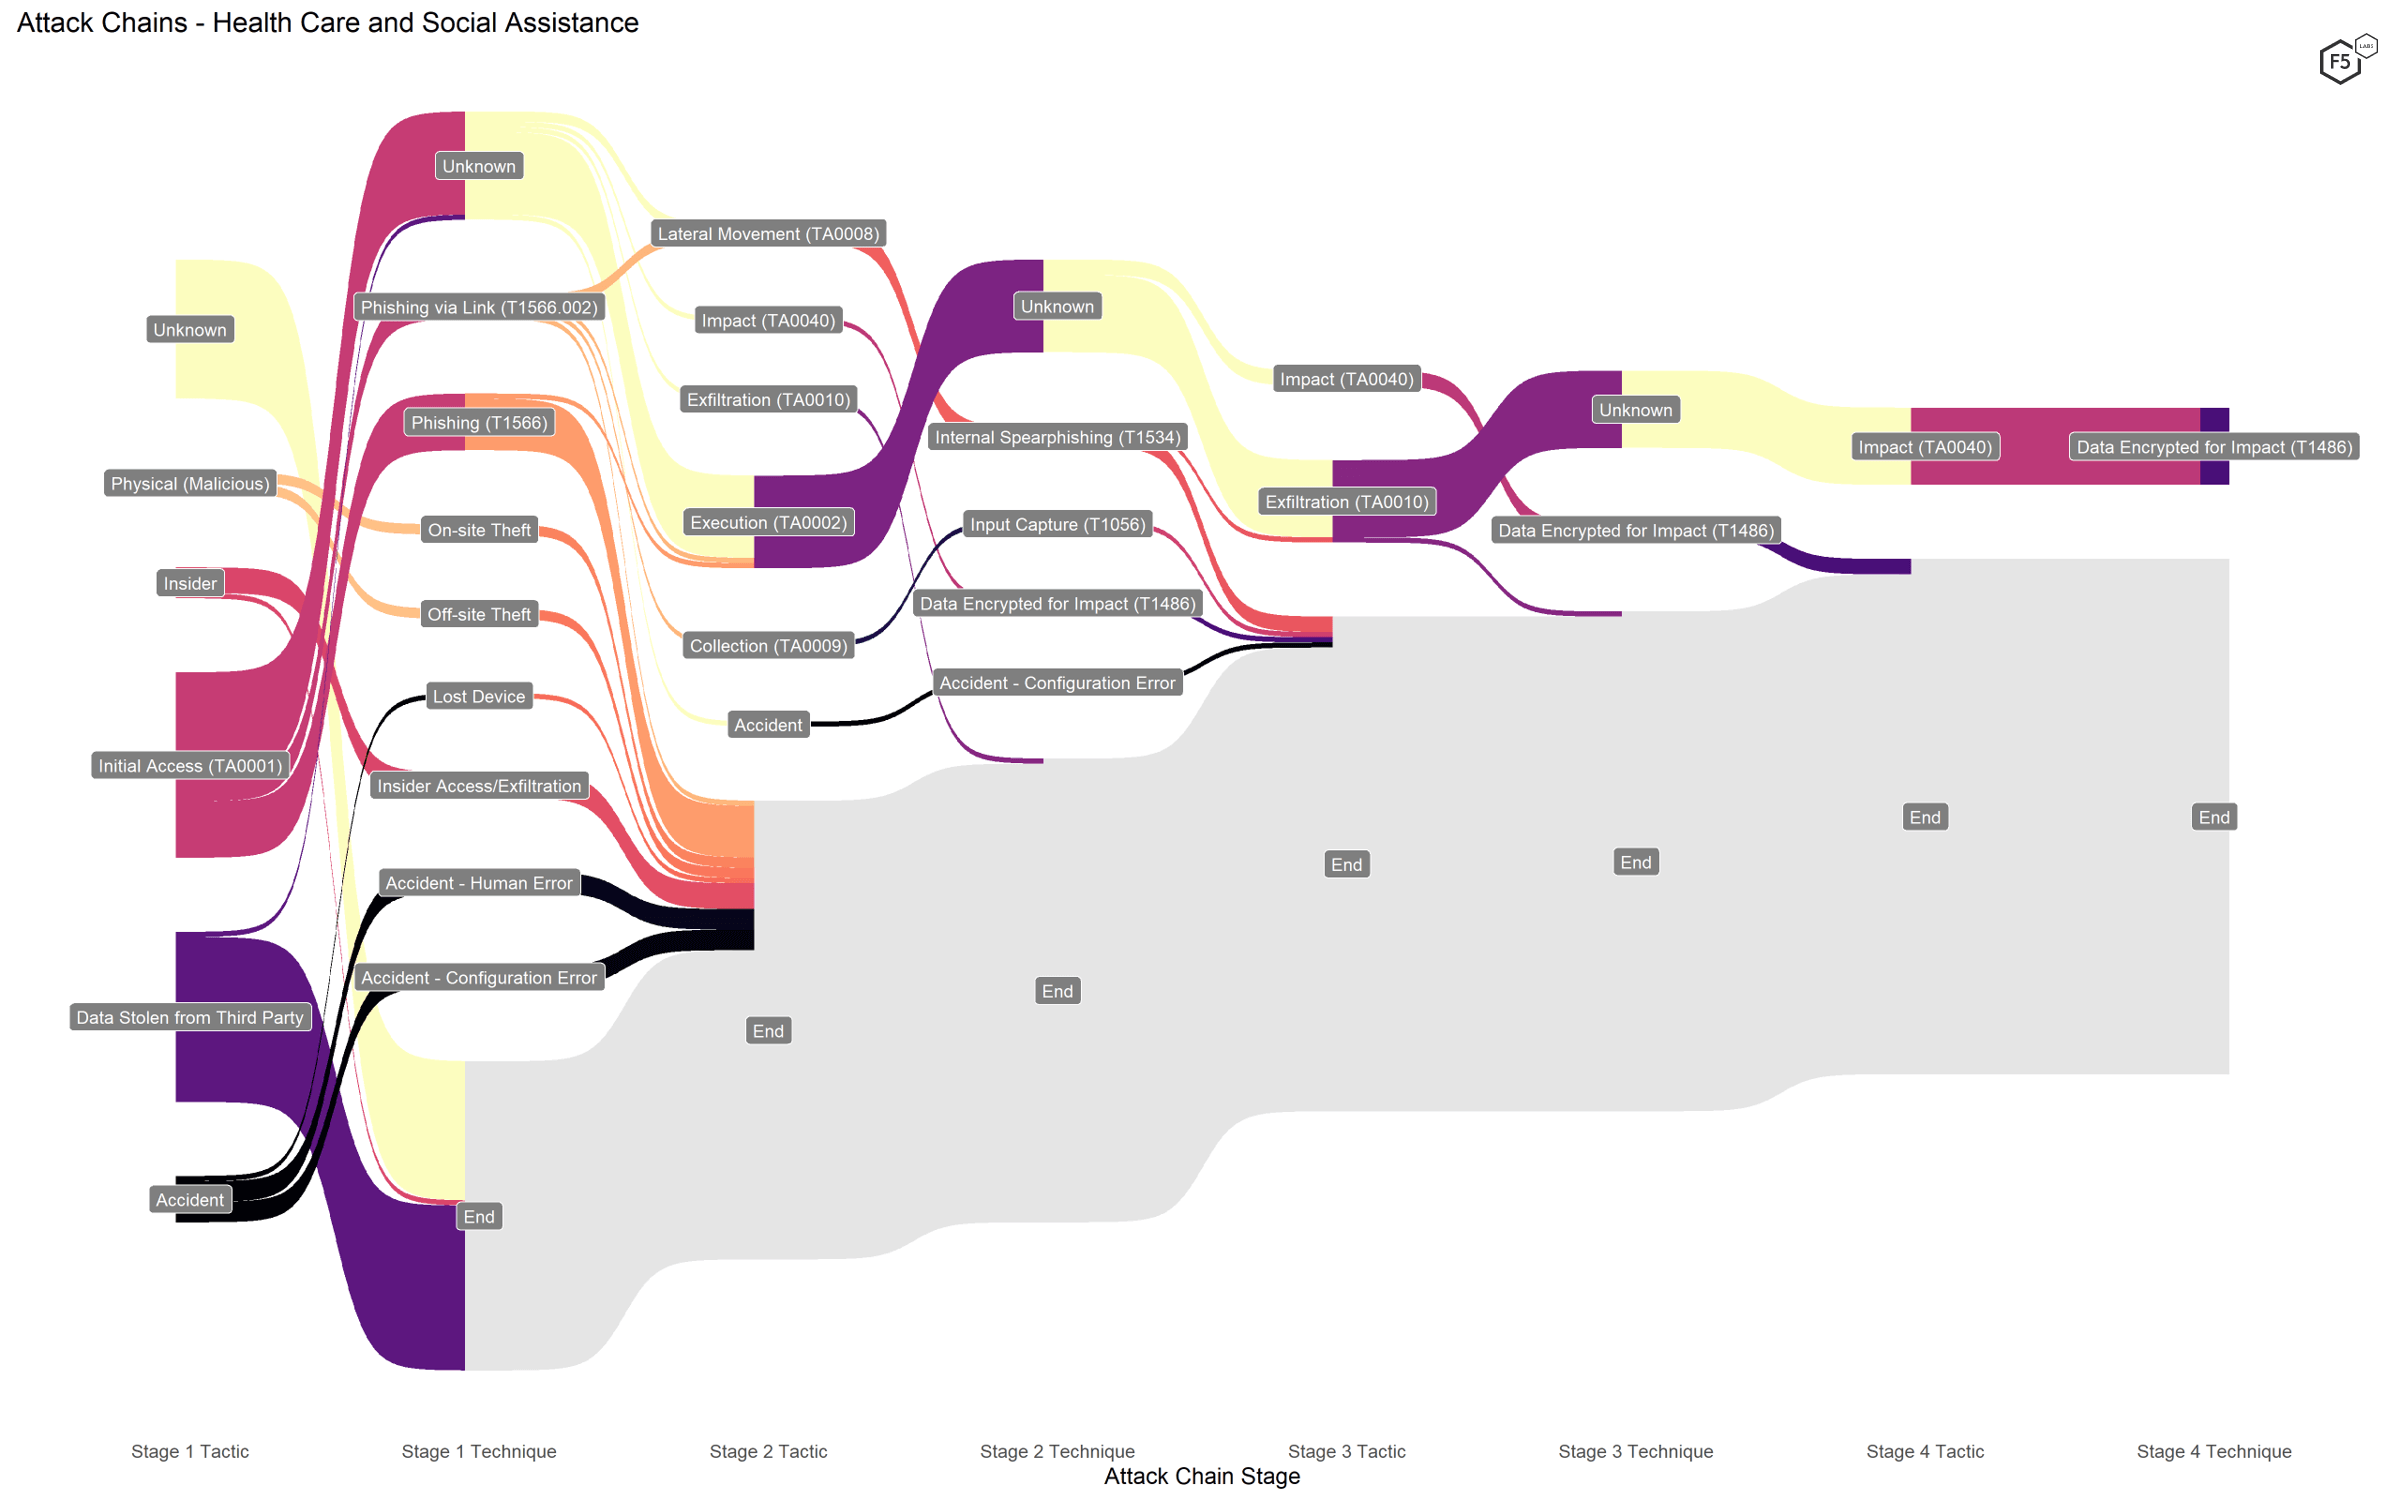 Attack Chains - Health Care and Social Assistance
F5
LABS
Unknown
Physical (Malicious)
Insider
Initial Access (TA0001)
Data Stolen from Third Party
Accident
Unknown
Phishing via Link (T1566.002)
Phishing (T1566)
On-site Theft
Off-site Theft
Lost Device
Insider Access/Exfiltration
Accident - Human Error
Accident - Configuration Error
End
Lateral Movement (TA0008)
Impact (TA0040)
Exfiltration (TA0010)
Execution (TA0002)
Collection (TA0009)
Accident
End
Unknown
Internal Spearphishing (T1534)
Input Capture (T1056)
Data Encrypted for Impact (T1486)
Accident - Configuration Error
End
Impact (TA0040)
Exfiltration (TA0010)
End
Unknown
Data Encrypted for Impact (T1486)
End
Impact (TA0040)
End
Data Encrypted for Impact (T1486)
End
Stage 1 Tactic
Stage 1 Technique
Stage 2 Tactic
Stage 2 Technique
Stage 3 Tactic
Stage 3 Technique
Stage 4 Tactic
Stage 4 Technique
Attack Chain Stage